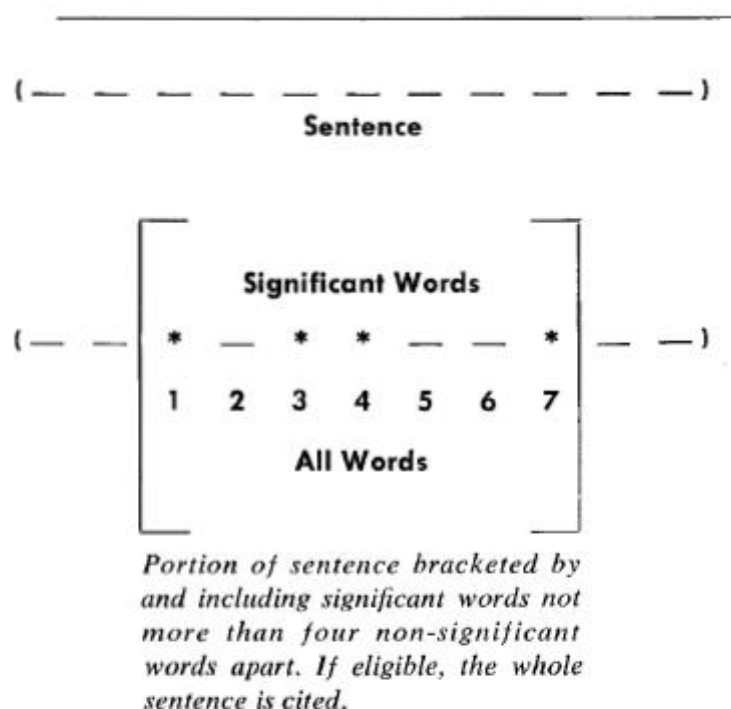 (— — — — — — — — — — —)
Sentence
Significant Words
(— — * — * * — — * — —)
1 2 3 4 5 6 7
All Words
Portion of sentence bracketed by
and including significant words not
more than four non-significant
words apart. If eligible, the whole
sentence is cited.